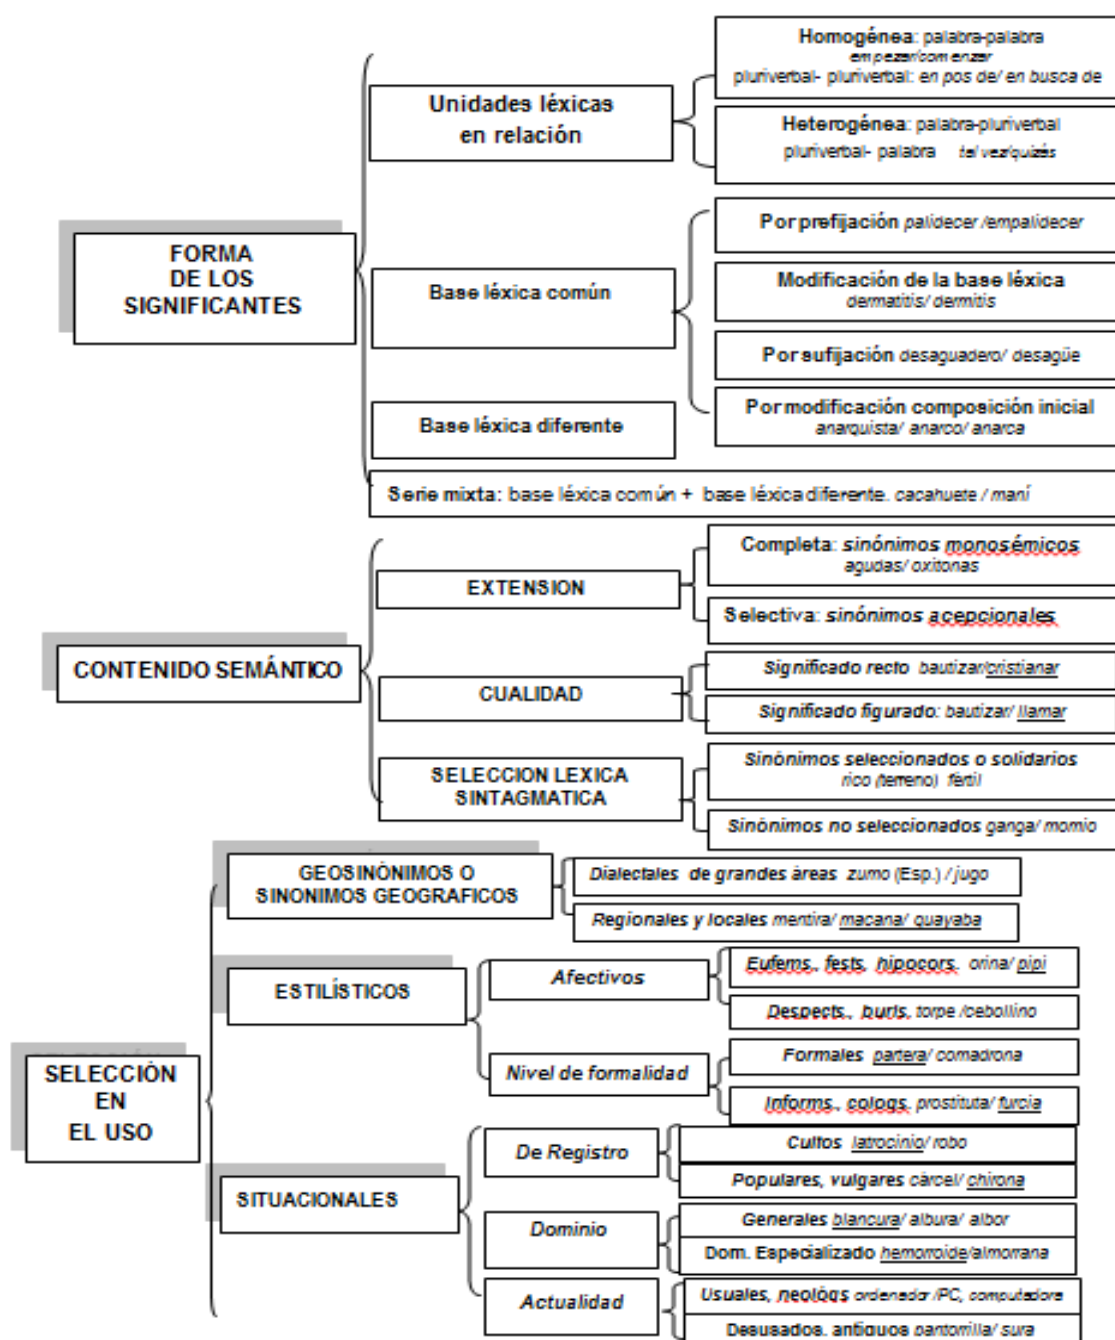 FORMA
DE LOS
SIGNIFICANTES
Unidades léxicas
en relación
Homogénea: palabra-palabra
empezar/comenzar
pluriverbal- pluriverbal: en pos de/ en busca de
Heterogénea: palabra-pluriverbal
pluriverbal- palabra tal vez/quizás
Base léxica común
Por prefijación palidecer /empalidecer
Modificación de la base léxica
dermatitis/ dermitis
Por sufijación desaguadero/ desagüe
Por modificación composición inicial
anarquista/ anarco/ anarca
Base léxica diferente
Serie mixta: base léxica común + base léxica diferente. cacahuete / maní
CONTENIDO SEMÁNTICO
EXTENSION
Completa: sinónimos monosémicos
agudas/ oxítonas
Selectiva: sinónimos acepcionales
CUALIDAD
Significado recto bautizar/cristianar
Significado figurado: bautizar/ llamar
SELECCION LEXICA
SINTAGMATICA
Sinónimos seleccionados o solidarios
rico (terreno) fértil
Sinónimos no seleccionados ganga/ momio
SELECCIÓN
EN
EL USO
GEOSINÓNIMOS O
SINONIMOS GEOGRAFICOS
Dialectales de grandes áreas zumo (Esp.) / jugo
Regionales y locales mentira/ macana/ guayaba
ESTILÍSTICOS
Afectivos
Eufems., fests, hipocors. orina/ pipi
Despects., burls, torpe /cebollino
Nivel de formalidad
Formales partera/ comadrona
Informs., cologs. prostituta/ furcia
SITUACIONALES
De Registro
Cultos latrocinio/ robo
Populares, vulgares cárcel/ chirona
Dominio
Generales blancura/ albura/ albor
Dom. Especializado hemorroide/almorrana
Actualidad
Usuales, neológs ordenador /PC, computadora
Desusados, antiguos pantorrilla/ sura